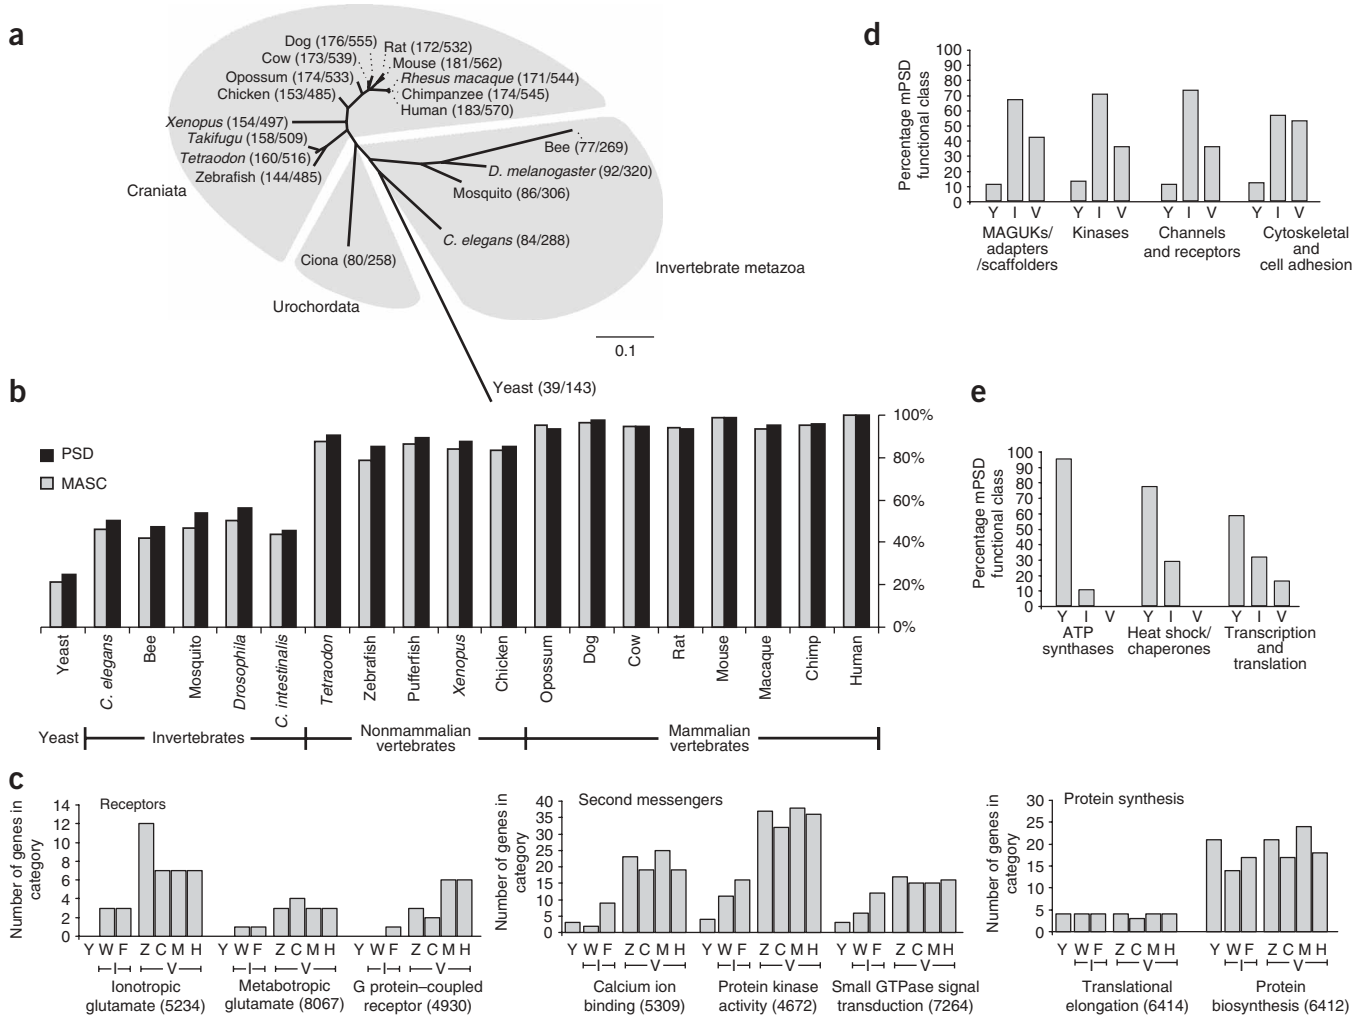 a
Dog (176/555)
Rat (172/532)
Cow (173/539)
Mouse (181/562)
Opossum (174/533)
Rhesus macaque (171/544)
Chicken (153/485)
Chimpanzee (174/545)
Human (183/570)
Xenopus (154/497)
Takifugu (158/509)
Tetraodon (160/516)
Zebrafish (144/485)
Craniata
Bee (77/269)
D. melanogaster (92/320)
Mosquito (86/306)
C. elegans (84/288)
Ciona (80/258)
Invertebrate metazoa
Urochordata
0.1
Yeast (39/143)
b
PSD
MASC
100%
80%
60%
40%
20%
0%
Yeast
C. elegans
Bee
Mosquito
Drosophila
C. intestinalis
Tetraodon
Zebrafish
Pufferfish
Xenopus
Chicken
Opossum
Dog
Cow
Rat
Mouse
Macaque
Chimp
Human
Yeast
Invertebrates
Nonmammalian
vertebrates
Mammalian
vertebrates
c
Number of genes in
category
14
12
10
8
6
4
2
0
Receptors
Y W F Z C M H
I V
Ionotropic
glutamate (5234)
Y W F Z C M H
I V
Metabotropic
glutamate (8067)
Y W F Z C M H
I V
G protein–coupled
receptor (4930)
Number of genes in
category
40
35
30
25
20
15
10
5
0
Second messengers
Y W F Z C M H
I V
Calcium ion
binding (5309)
Y W F Z C M H
I V
Protein kinase
activity (4672)
Y W F Z C M H
I V
Small GTPase signal
transduction (7264)
Number of genes in
category
30
25
20
15
10
5
0
Protein synthesis
Y W F Z C M H
I V
Translational
elongation (6414)
Y W F Z C M H
I V
Protein
biosynthesis (6412)
d
Percentage mPSD
functional class
100
90
80
70
60
50
40
30
20
10
0
Y I V
MAGUKs/
adapters
/scaffolders
Y I V
Kinases
Y I V
Channels
and receptors
Y I V
Cytoskeletal
and
cell adhesion
e
Percentage mPSD
functional class
100
90
80
70
60
50
40
30
20
10
0
Y I V
ATP
synthases
Y I V
Heat shock/
chaperones
Y I V
Transcription
and
translation